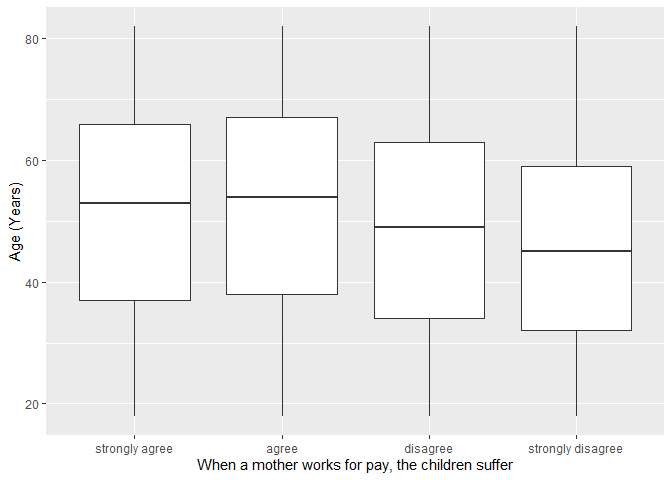 80
60
40
20
Age (Years)
strongly agree agree disagree strongly disagree
When a mother works for pay, the children suffer